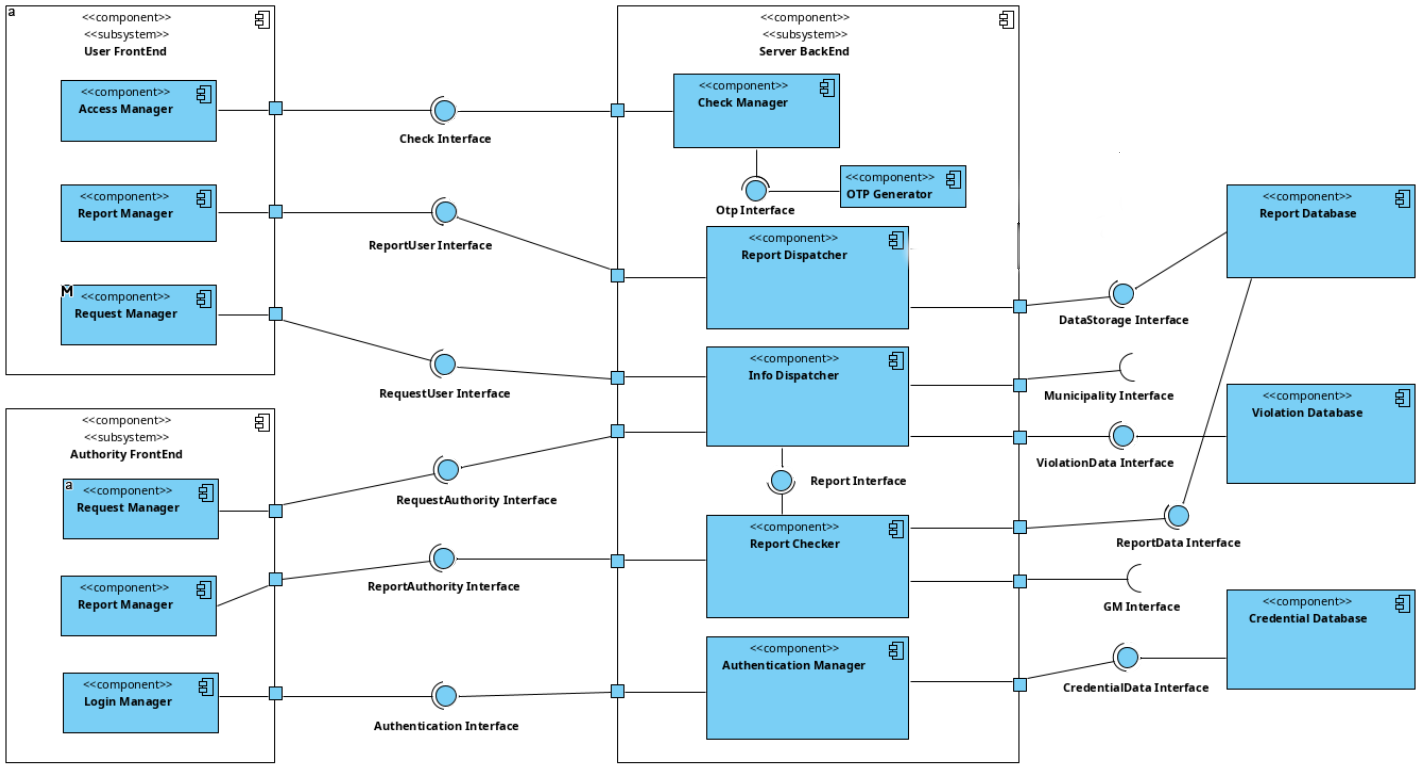 a
<<component>>
<<subsystem>>
User FrontEnd
<<component>>
Access Manager
<<component>>
Report Manager
M
<<component>>
Request Manager
<<component>>
<<subsystem>>
Authority FrontEnd
a
<<component>>
Request Manager
<<component>>
Report Manager
<<component>>
Login Manager
Check Interface
ReportUser Interface
RequestUser Interface
RequestAuthority Interface
ReportAuthority Interface
Authentication Interface
<<component>>
<<subsystem>>
Server BackEnd
<<component>>
Check Manager
<<component>>
OTP Generator
Otp Interface
<<component>>
Report Dispatcher
<<component>>
Info Dispatcher
Report Interface
<<component>>
Report Checker
<<component>>
Authentication Manager
DataStorage Interface
Municipality Interface
ViolationData Interface
ReportData Interface
GM Interface
CredentialData Interface
<<component>>
Report Database
<<component>>
Violation Database
<<component>>
Credential Database